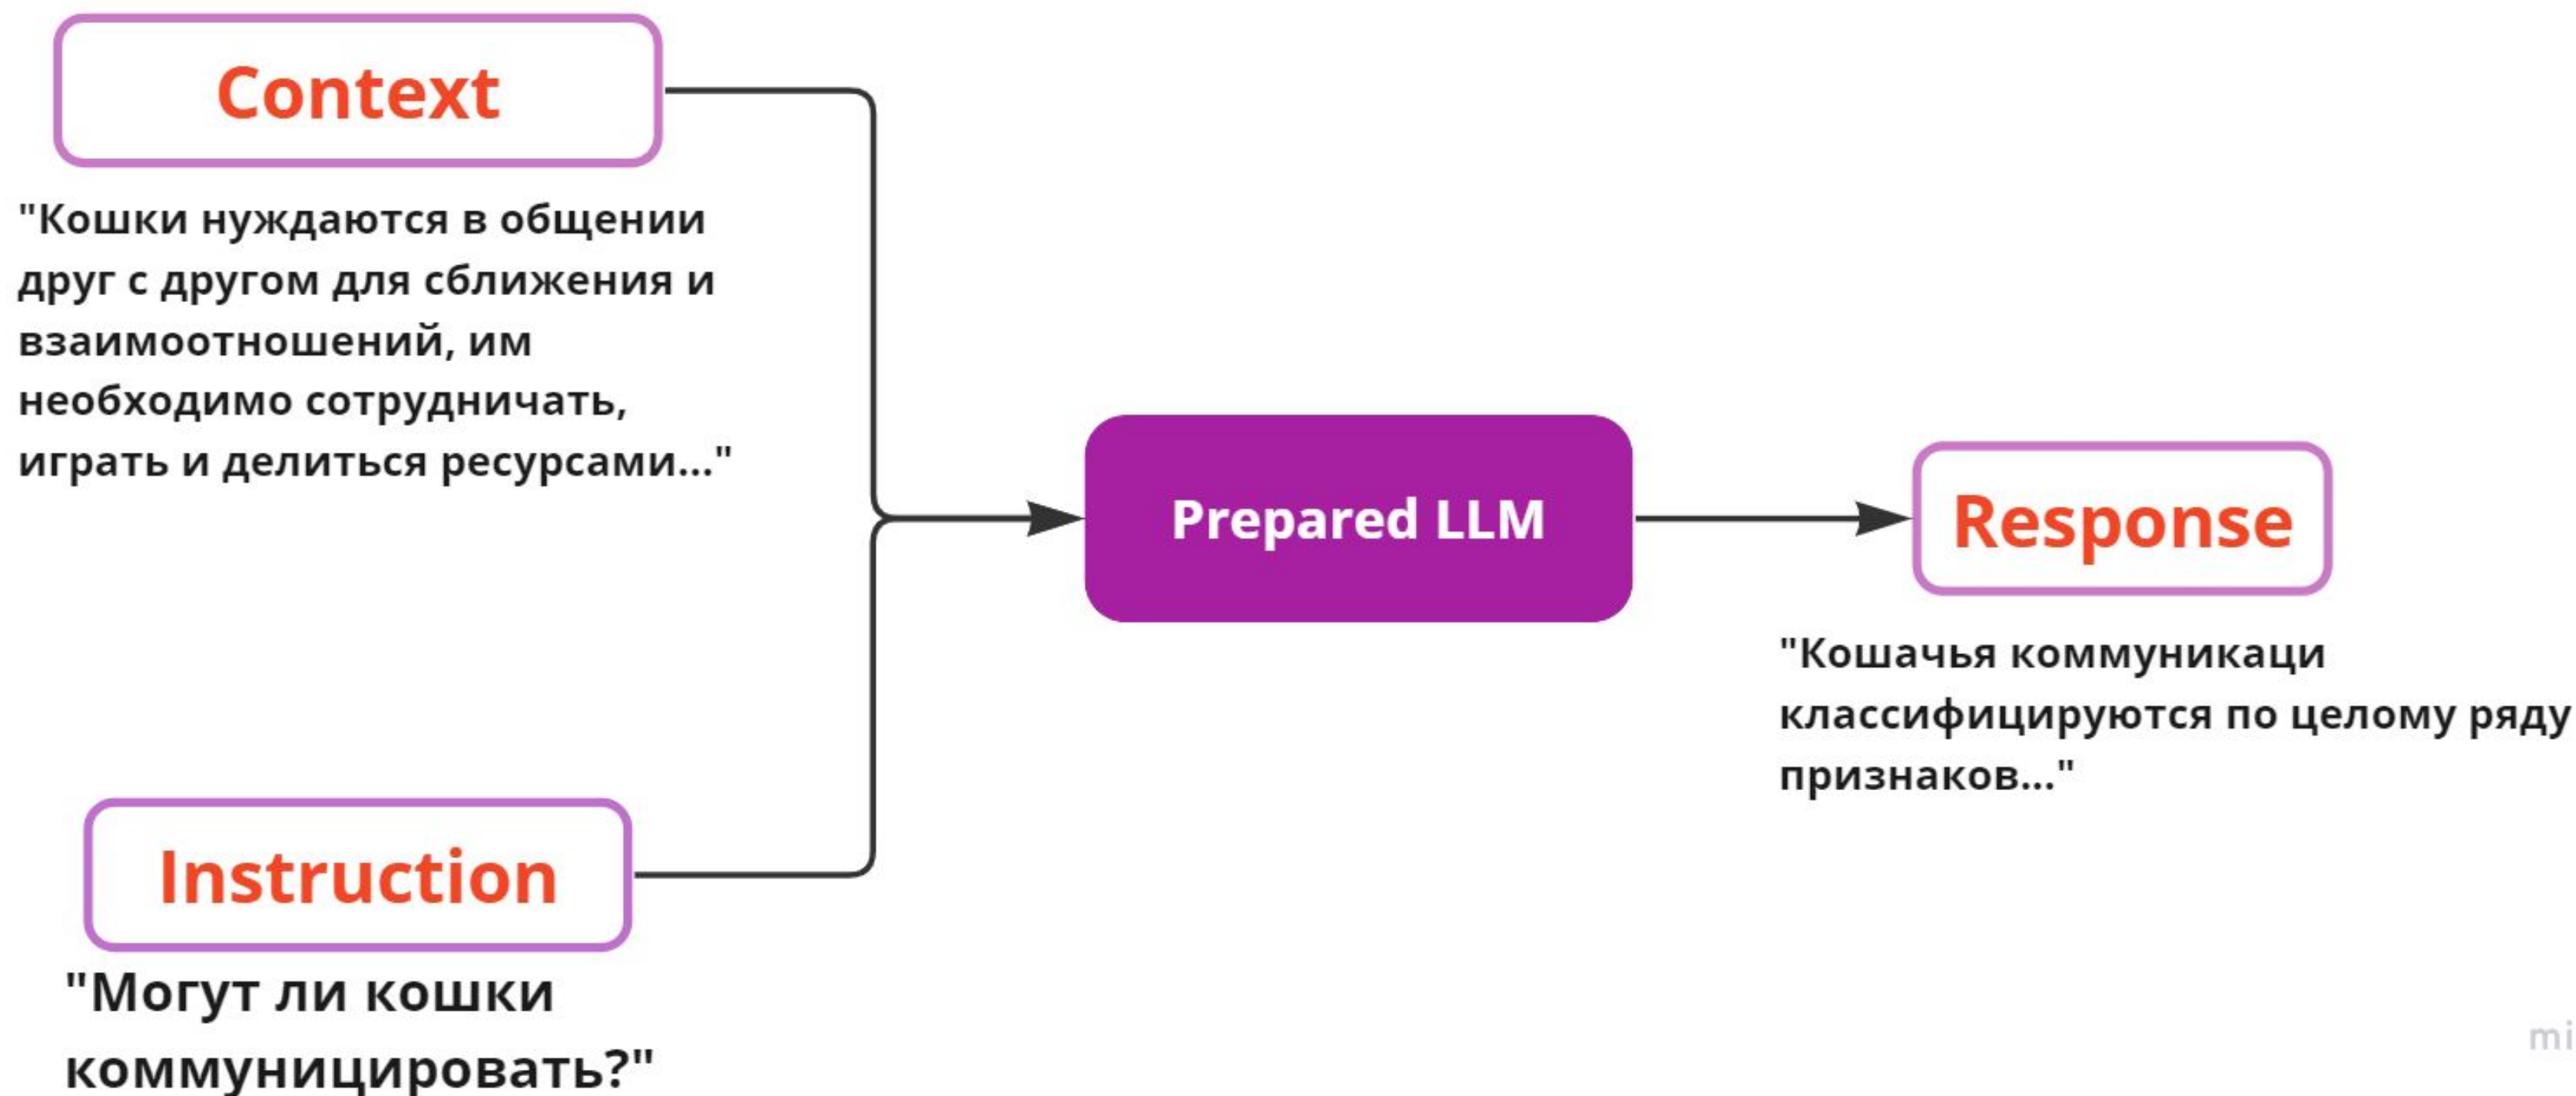 Context
"Кошки нуждаются в общении
друг с другом для сближения и
взаимоотношений, им
необходимо сотрудничать,
играть и делиться ресурсами..."
Prepared LLM
Response
"Кошачья коммуникаци
классифицируются по целому ряду
признаков..."
Instruction
"Могут ли кошки
коммуницировать?"
mi